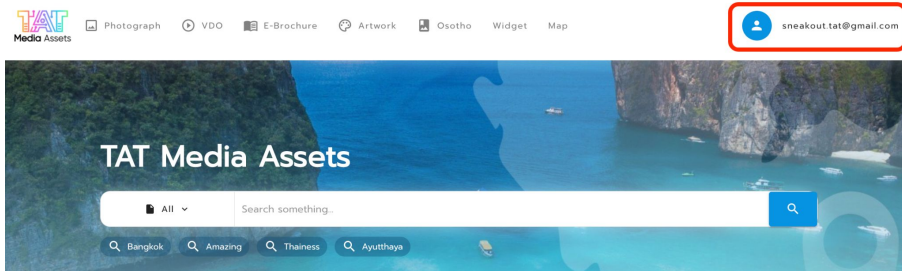 TAT
Media Assets
Photograph
VDO
E-Brochure
Artwork
Osotho
Widget
Map
sneakout.tat@gmail.com
TAT Media Assets
All
Search something...
Bangkok
Amazing
Thainess
Ayutthaya